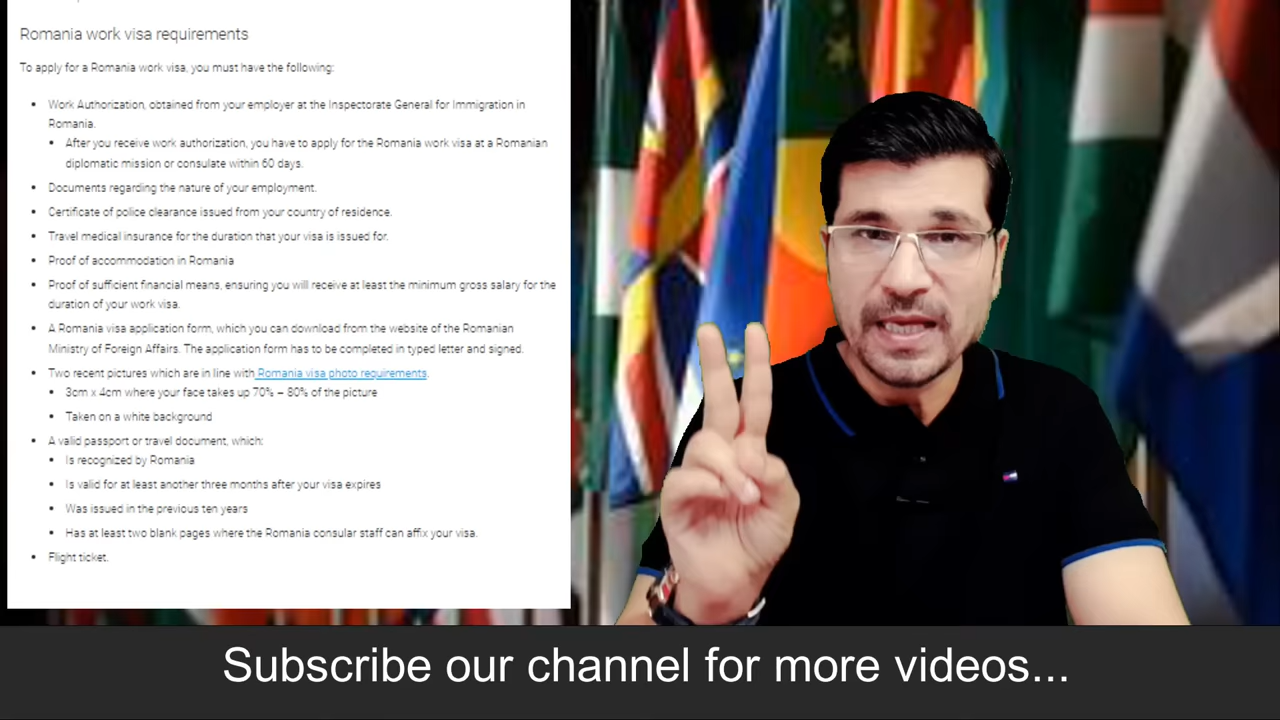 Romania work visa requirements
To apply for a Romania work visa, you must have the following:
Work Authorization, obtained from your employer at the Inspectorate General for Immigration in
Romania.
After you receive work authorization, you have to apply for the Romania work visa at a Romanian
diplomatic mission or consulate within 60 days.
Documents regarding the nature of your employment.
Certificate of police clearance issued from your country of residence.
Travel medical insurance for the duration that your visa is issued for.
Proof of accommodation in Romania
Proof of sufficient financial means, ensuring you will receive at least the minimum gross salary for the
duration of your work visa.
A Romania visa application form, which you can download from the website of the Romanian
Ministry of Foreign Affairs. The application form has to be completed in typed letter and signed.
Two recent pictures which are in line with Romania visa photo requirements.
3cm x 4cm where your face takes up 70% – 80% of the picture
Taken on a white background
A valid passport or travel document, which:
Is recognized by Romania
Is valid for at least another three months after your visa expires
Was issued in the previous ten years
Has at least two blank pages where the Romania consular staff can affix your visa.
Flight ticket.
Subscribe our channel for more videos...